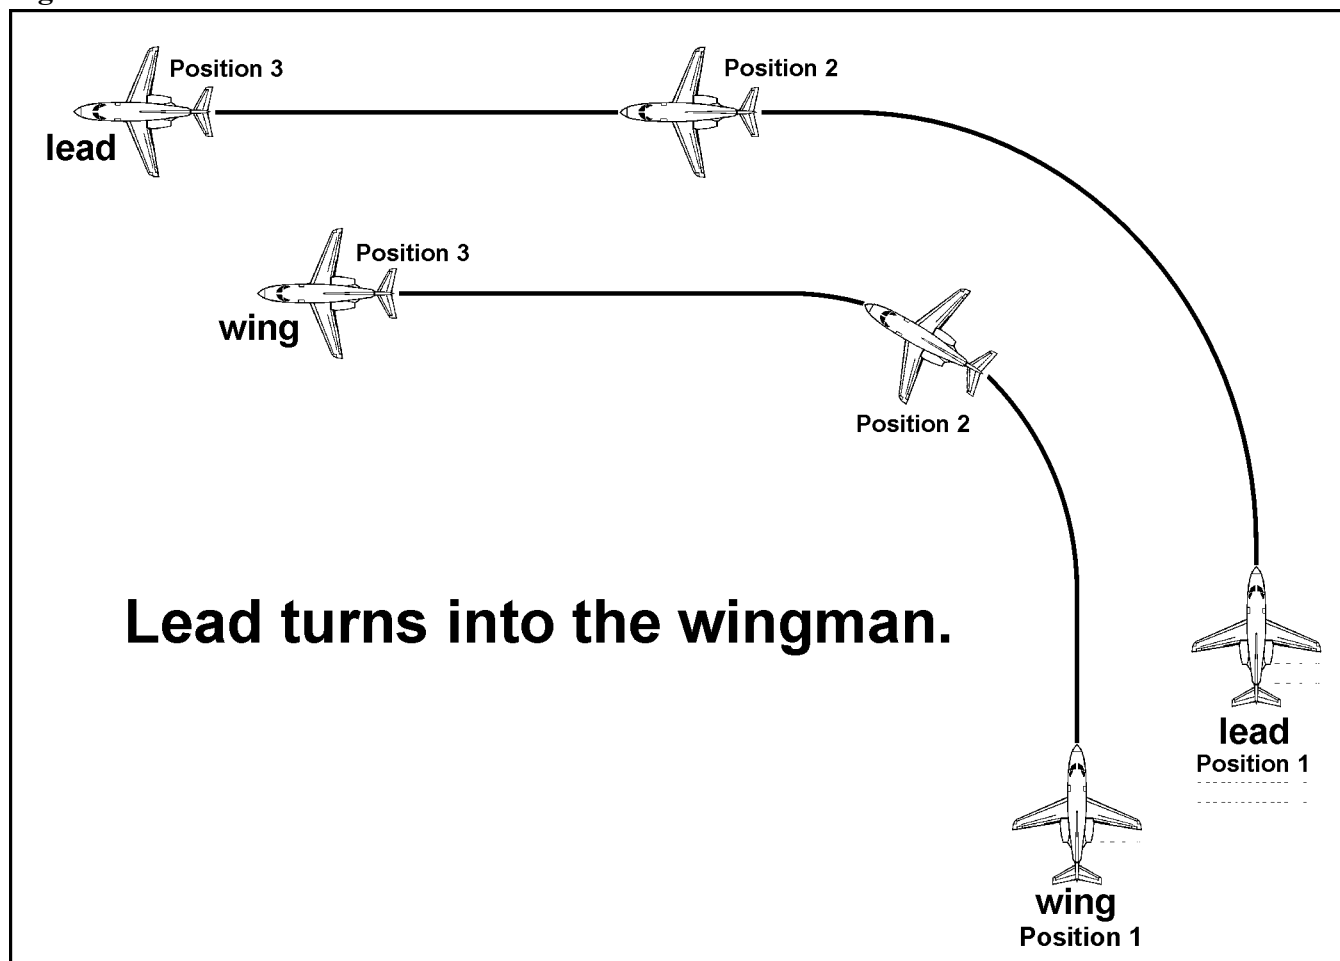 Position 3
Position 2
lead
Position 3
wing
Position 2
Lead turns into the wingman.
lead
Position 1
wing
Position 1